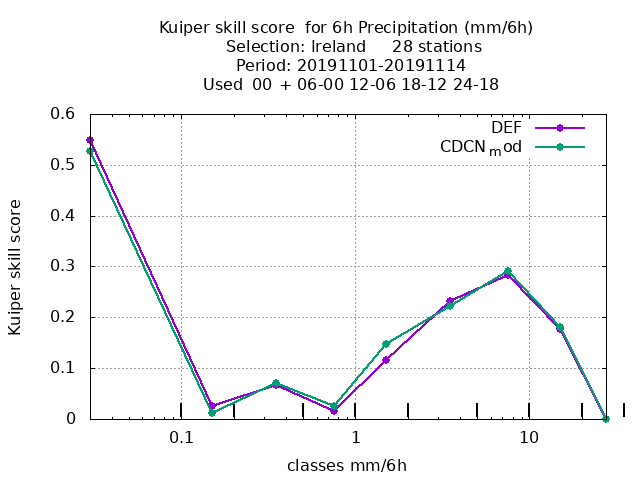 Kuiper skill score  for 6h Precipitation (mm/6h)
Selection: Ireland     28 stations
Period: 20191101-20191114
Used  00  + 06-00 12-06 18-12 24-18
DEF
CDCNmod
Kuiper skill score
0.6
0.5
0.4
0.3
0.2
0.1
0
0.1
1
10
classes mm/6h